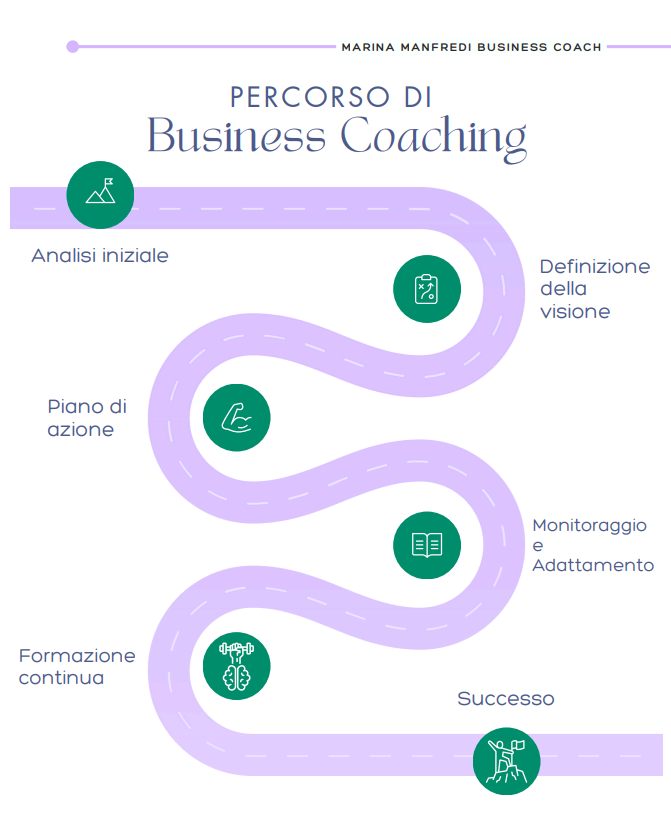 MARINA MANFREDI BUSINESS COACH
PERCORSO DI
Business Coaching
Analisi iniziale
Definizione
della
visione
Piano di
azione
Monitoraggio
e
Adattamento
Formazione
continua
Successo